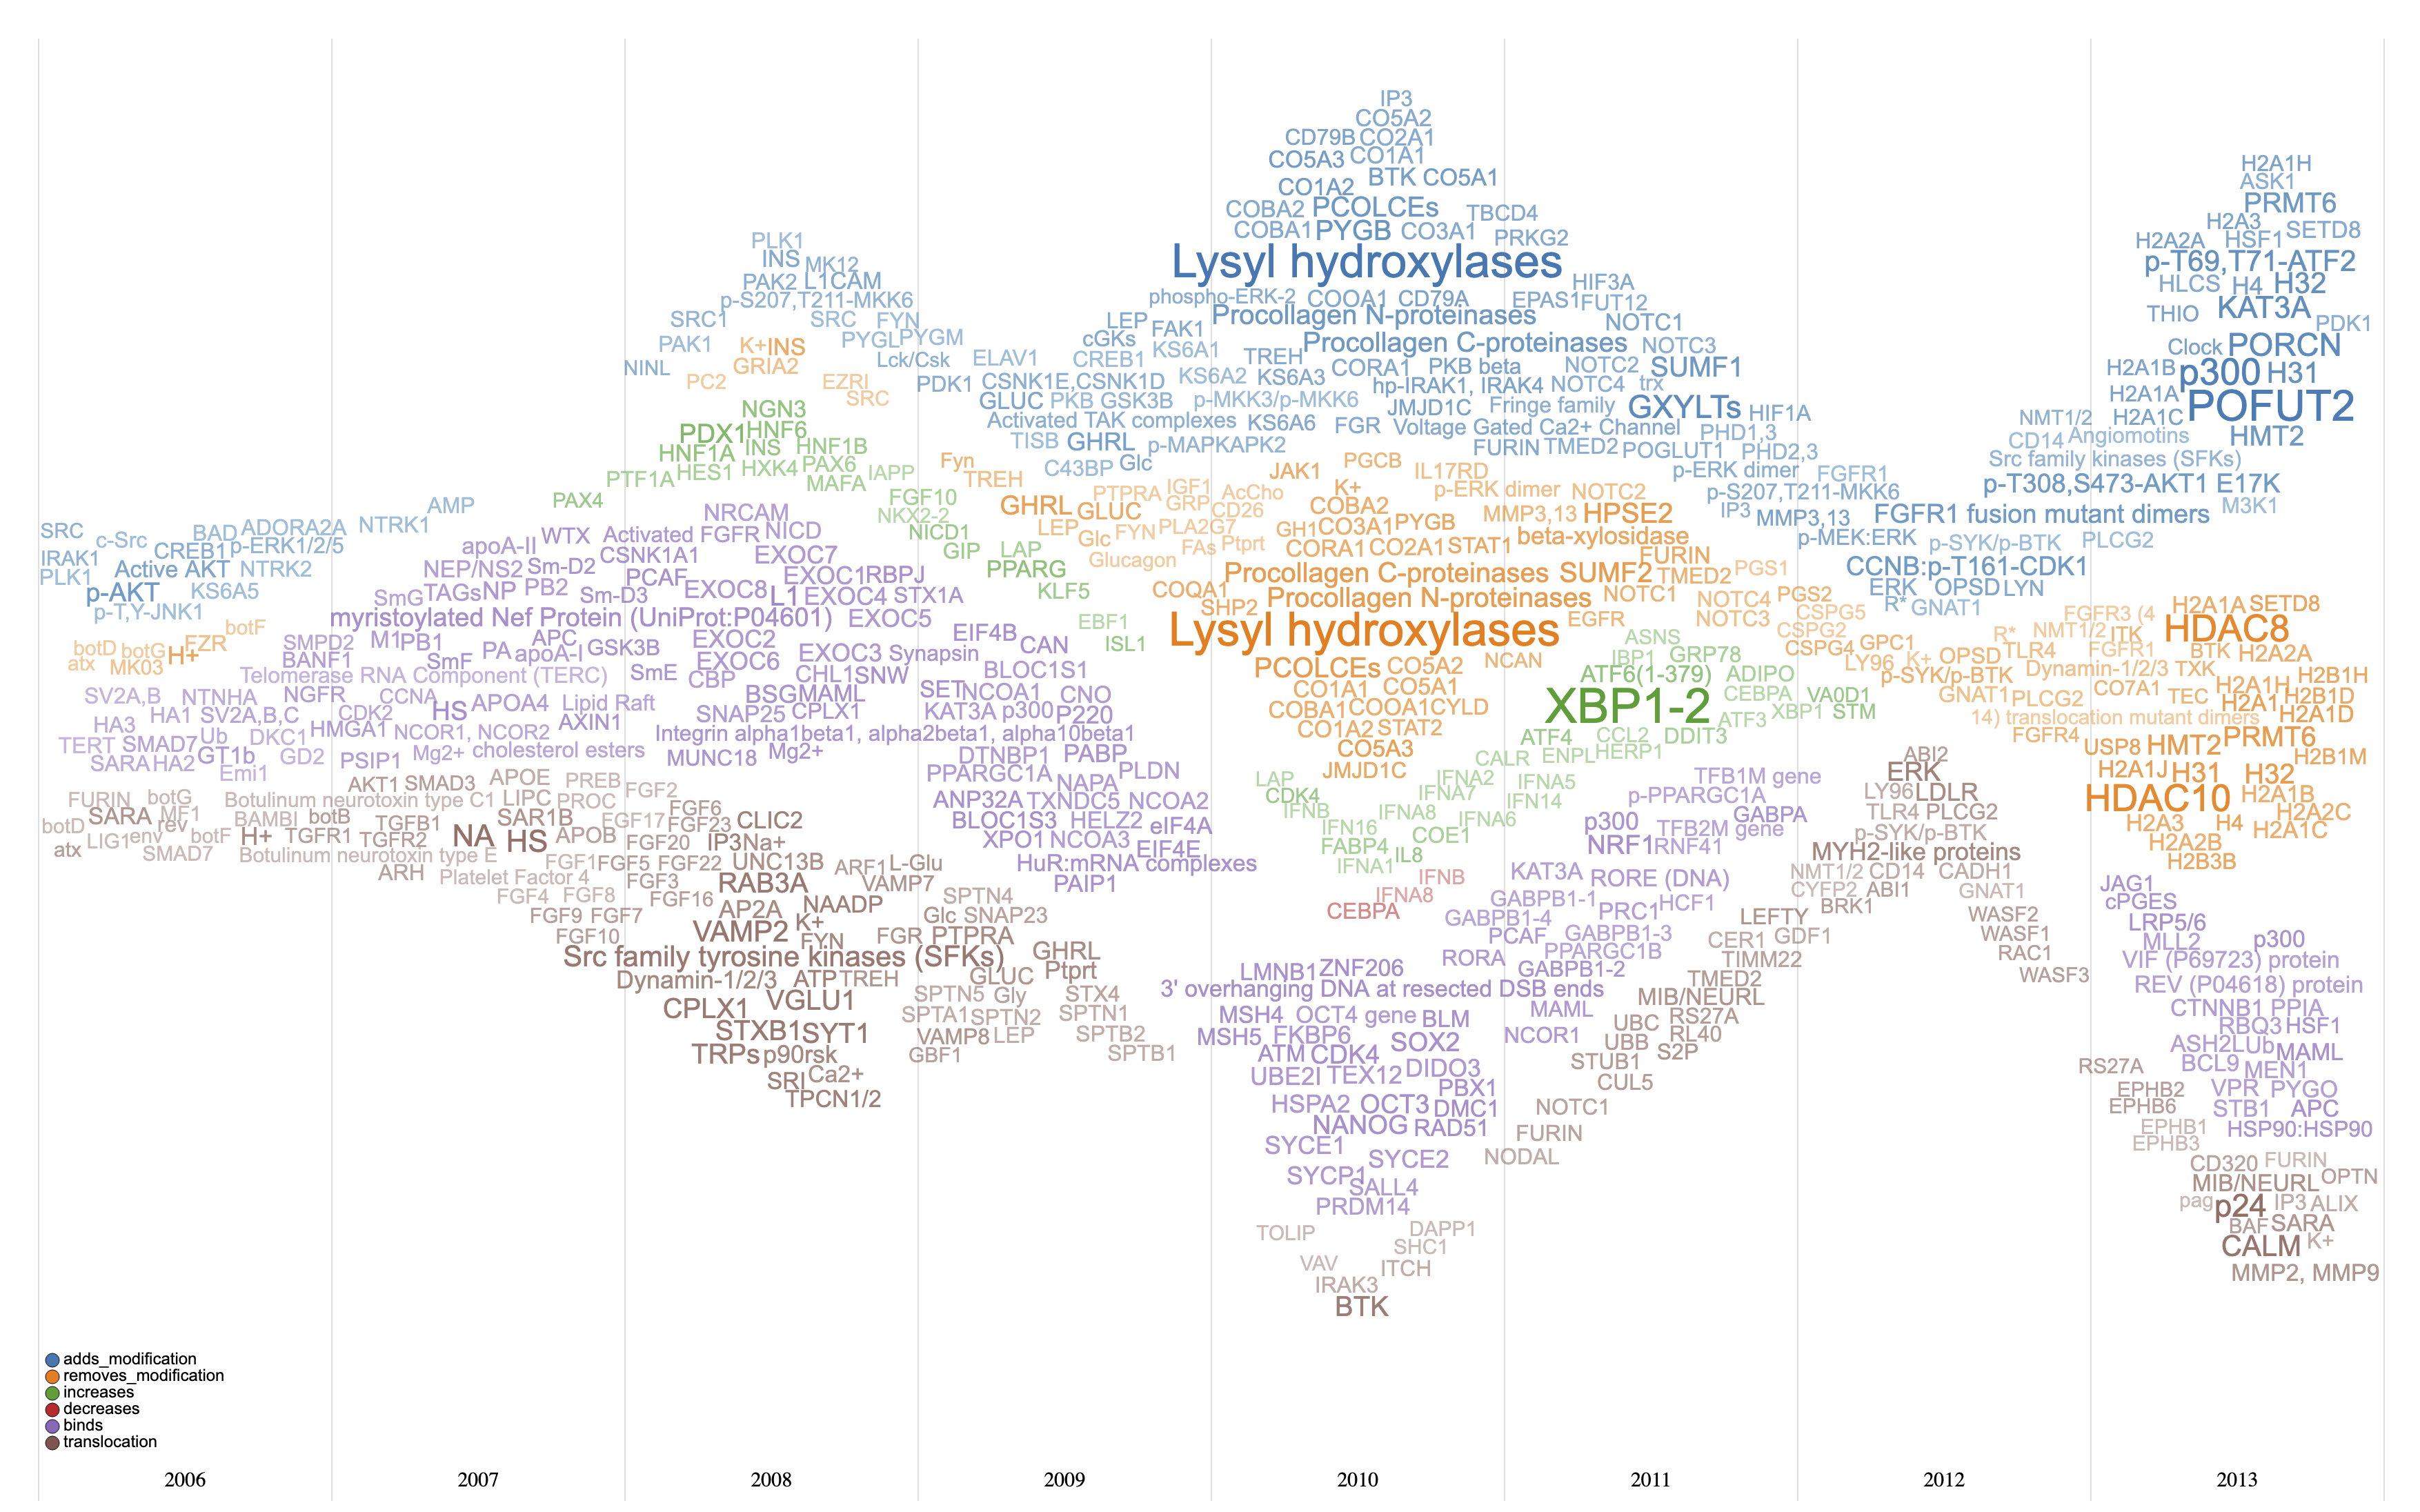 IP3
CO5A2
CD79B CO2A1
CO5A3 CO1A1
BTK CO5A1
CO1A2
COBA2 PCOLCEs TBCD4
COBA1 PYGB CO3A1 PRKG2
Lysyl hydroxylases
HIF3A
phospho-ERK-2 COOA1 CD79A EPAS1 FUT12
LEP FAK1 Procollagen N-proteinases NOTC1
cGKs KS6A1 TREH Procollagen C-proteinases NOTC3
ELAV1 CREB1 CORA1 PKB beta NOTC2 SUMF1
PDK1 CSNK1E,CSNK1D KS6A2 KS6A3 hp-IRAK1, IRAK4 NOTC4 trx
GLUC PKB GSK3B p-MKK3/p-MKK6 JMJD1C Fringe family GXYLTs HIF1A
Activated TAK complexes KS6A6 FGR Voltage Gated Ca2+ Channel PHD1,3
TISB GHRL p-MAPKAPK2 FURIN TMED2 POGLUT1 PHD2,3
C43BP Glc p-ERK dimer FGFR1
p-S207,T211-MKK6
IP3 MMP3,13 FGFR1 fusion mutant dimers
p-MEK:ERK p-SYK/p-BTK PLCG2
CCNB:p-T161-CDK1
ERK OPSD LYN
R* GNAT1
PLK1
INS MK12
PAK2 L1CAM
p-S207,T211-MKK6
SRC1 SRC FYN
PAK1 PYGL PYGM
NINL Lck/Csk
H2A1H
ASK1
PRMT6
H2A3 SETD8
H2A2A HSF1
p-T69,T71-ATF2
HLCS H4 H32
THIO KAT3A PDK1
Clock PORCN
H2A1B p300 H31
H2A1A POFUT2
NMT1/2 H2A1C
CD14 Angiomotins HMT2
Src family kinases (SFKs)
p-T308,S473-AKT1 E17K
M3K1
AMP
SRC c-Src BAD ADORA2A NTRK1
IRAK1 CREB1 p-ERK1/2/5
PLK1 Active AKT NTRK2
p-AKT KS6A5
p-T,Y-JNK1
K+ INS
GRIA2
PC2 EZRI
SRC
botF
botD botG FZR
atx MK03 H+
Fyn TREH
JAK1 PGCB IL17RD
PTPRA IGF1 AcCho K+ p-ERK dimer NOTC2
GHRL GLUC GRP CD26 COBA2 MMP3,13 HPSE2
LEP FYN PLA2G7 GH1 CO3A1 PYGB beta-xylosidase
Glc FAs Ptprt CORA1 CO2A1 STAT1 FURIN
Glucagon Procollagen C-proteinases SUMF2 TMED2 PGS1
COQA1 Procollagen N-proteinases NOTC1 NOTC4 PGS2
SHP2 EGFR NOTC3 CSPG5
Lysyl hydroxylases CSPG2
PCOLCEs CO5A2 NCAN CSPG4 GPC1
CO1A1 CO5A1
COBA1 COOA1 CYLD
CO1A2 STAT2
CO5A3
JMJD1C
FGFR3 (4 H2A1A SETD8
R* NMT1/2 ITK HDAC8
OPSD TLR4 FGFR1 BTK H2A2A
LY96 K+ Dynamin-1/2/3 TXK H2B1H
p-SYK/p-BTK CO7A1 TEC H2A1H H2B1D
GNAT1 PLCG2 H2A1 H2A1D
14) translocation mutant dimers
FGFR4 USP8 HMT2 PRMT6
H2B1M
H2A1J H31 H32
HDAC10 H2A1B
H2A2C
H2A3 H4 H2A1C
H2A2B
H2B3B
NGN3
PDX1 HNF6
HNF1A INS HNF1B
PTF1A HES1 HXK4 PAX6 IAPP
PAX4 MAFA FGF10
NKX2-2
NICD1
GIP LAP
PPARG
KLF5
EBF1
ISL1
ASNS
IBP1 GRP78
ATF6(1-379) ADIPO
XBP1-2 CEBPA VA0D1
ATF3 XBP1 STM
ATF4 CCL2 DDIT3
CALR ENPL HERP1
LAP IFNA2 IFNA5
CDK4 IFNA7 IFN14
IFNB IFNA8 IFNA6
IFN16 COE1
FABP4 IL8
IFNA1
IFNB
IFNA8
CEBPA
NRCAM
WTX Activated FGFR NICD
apoA-II CSNK1A1 EXOC7
NEP/NS2 Sm-D2 PCAF EXOC1 RBPJ
SmG TAGs NP PB2 Sm-D3 EXOC8 L1 EXOC4 STX1A
myristoylated Nef Protein (UniProt:P04601) EXOC5
SMPD2 M1 PB1 APC GSK3B EXOC2 EIF4B CAN
BANF1 SmF PA apoA-I EXOC6 EXOC3 Synapsin
Telomerase RNA Component (TERC) SmE CBP CHL1 SNW BLOC1S1
SV2A,B NTNHA NGFR CCNA BSG MAML SET NCOA1 CNO
HA3 HA1 SV2A,B,C CDK2 HS APOA4 Lipid Raft SNAP25 CPLX1 KAT3A p300 P220
TERT SMAD7 Ub DKC1 HMGA1 NCOR1, NCOR2 AXIN1 Integrin alpha1beta1, alpha2beta1, alpha10beta1
SARA HA2 GT1b GD2 PSIP1 Mg2+ cholesterol esters MUNC18 Mg2+ DTNBP1 PABP
Emi1 PPARGC1A NAPA PLDN
ANP32A TXNDC5 NCOA2
BLOC1S3 HELZ2 eIF4A
XPO1 NCOA3 EIF4E
HuR:mRNA complexes
PAIP1
TFB1M gene
p-PPARGC1A GABPA
p300 TFB2M gene
NRF1 RNF41
KAT3A RORE (DNA)
GABPB1-1 PRC1 HCF1
GABPB1-4 GABPB1-3
PCAF PPARGC1B
RORA GABPB1-2
LMNB1 ZNF206
3' overhanging DNA at resected DSB ends
MSH4 OCT4 gene BLM MAML
MSH5 FKBP6 SOX2 NCOR1
ATM CDK4 DIDO3
UBE2I TEX12 PBX1
HSPA2 OCT3 DMC1
NANOG RAD51
SYCE1 SYCE2
SYCP1 SALL4
PRDM14
JAG1
cPGES
LRP5/6
MLL2 p300
VIF (P69723) protein
REV (P04618) protein
CTNNB1 PPIA
RBQ3 HSF1
ASH2L Ub MAML
BCL9 MEN1
VPR PYGO
STB1 APC
HSP90:HSP90
AKT1 SMAD3 APOE PREB FGF2
FURIN botG Botulinum neurotoxin type C1 LIPC PROC FGF6
SARA MF1 BAMBI botB TGFB1 SAR1B FGF17 FGF23 CLIC2
botD LIG1 env rev botF H+ TGFR1 TGFR2 NA HS APOB FGF20 IP3 Na+
atx SMAD7 Botulinum neurotoxin type E FGF1 FGF5 FGF22 UNC13B ARF1 L-Glu
ARH Platelet Factor 4 FGF3 RAB3A VAMP7
FGF4 FGF8 FGF16 AP2A NAADP SPTN4
FGF9 FGF7 VAMP2 K+ Glc SNAP23
FGF10 FYN FGR PTPRA
Src family tyrosine kinases (SFKs) GHRL
Dynamin-1/2/3 ATP TREH GLUC Ptprt
CPLX1 VGLU1 SPTN5 Gly STX4
SPTA1 SPTN2 SPTN1
STXB1 SYT1 VAMP8 LEP SPTB2
TRPs p90rsk GBF1 SPTB1
SRI Ca2+
TPCN1/2
TOLIP DAPP1
SHC1
VAV ITCH
IRAK3
BTK
ABI2
ERK
LY96 LDLR
TLR4 PLCG2
p-SYK/p-BTK
MYH2-like proteins
NMT1/2 CD14 CADH1
CYFP2 ABI1 GNAT1
BRK1
LEFTY WASF2
CER1 GDF1 WASF1
TIMM22 RAC1
TMED2 WASF3
MIB/NEURL
UBC RS27A
UBB RL40
STUB1 S2P
CUL5
NOTC1
FURIN
NODAL
RS27A
EPHB2
EPHB6
EPHB1
EPHB3
CD320 FURIN
MIB/NEURL OPTN
pag p24 IP3 ALIX
BAF SARA
CALM K+
MMP2, MMP9
adds_modification
removes_modification
increases
decreases
binds
translocation
2006 2007 2008 2009 2010 2011 2012 2013